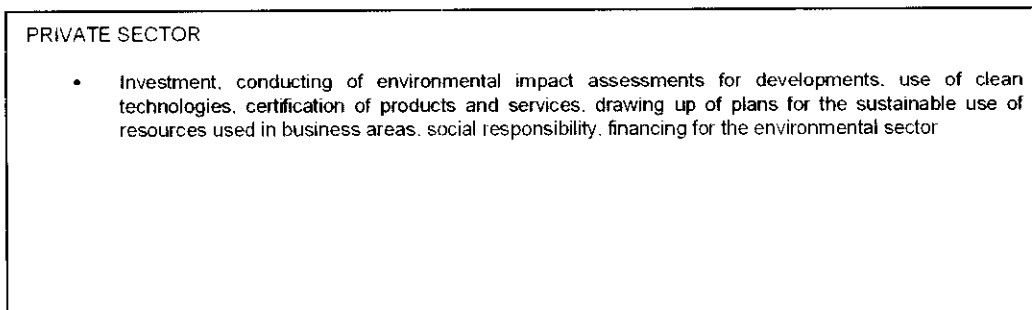 PRIVATE SECTOR
• Investment, conducting of environmental impact assessments for developments. use of clean
technologies, certification of products and services. drawing up of plans for the sustainable use of
resources used in business areas. social responsibility, financing for the environmental sector